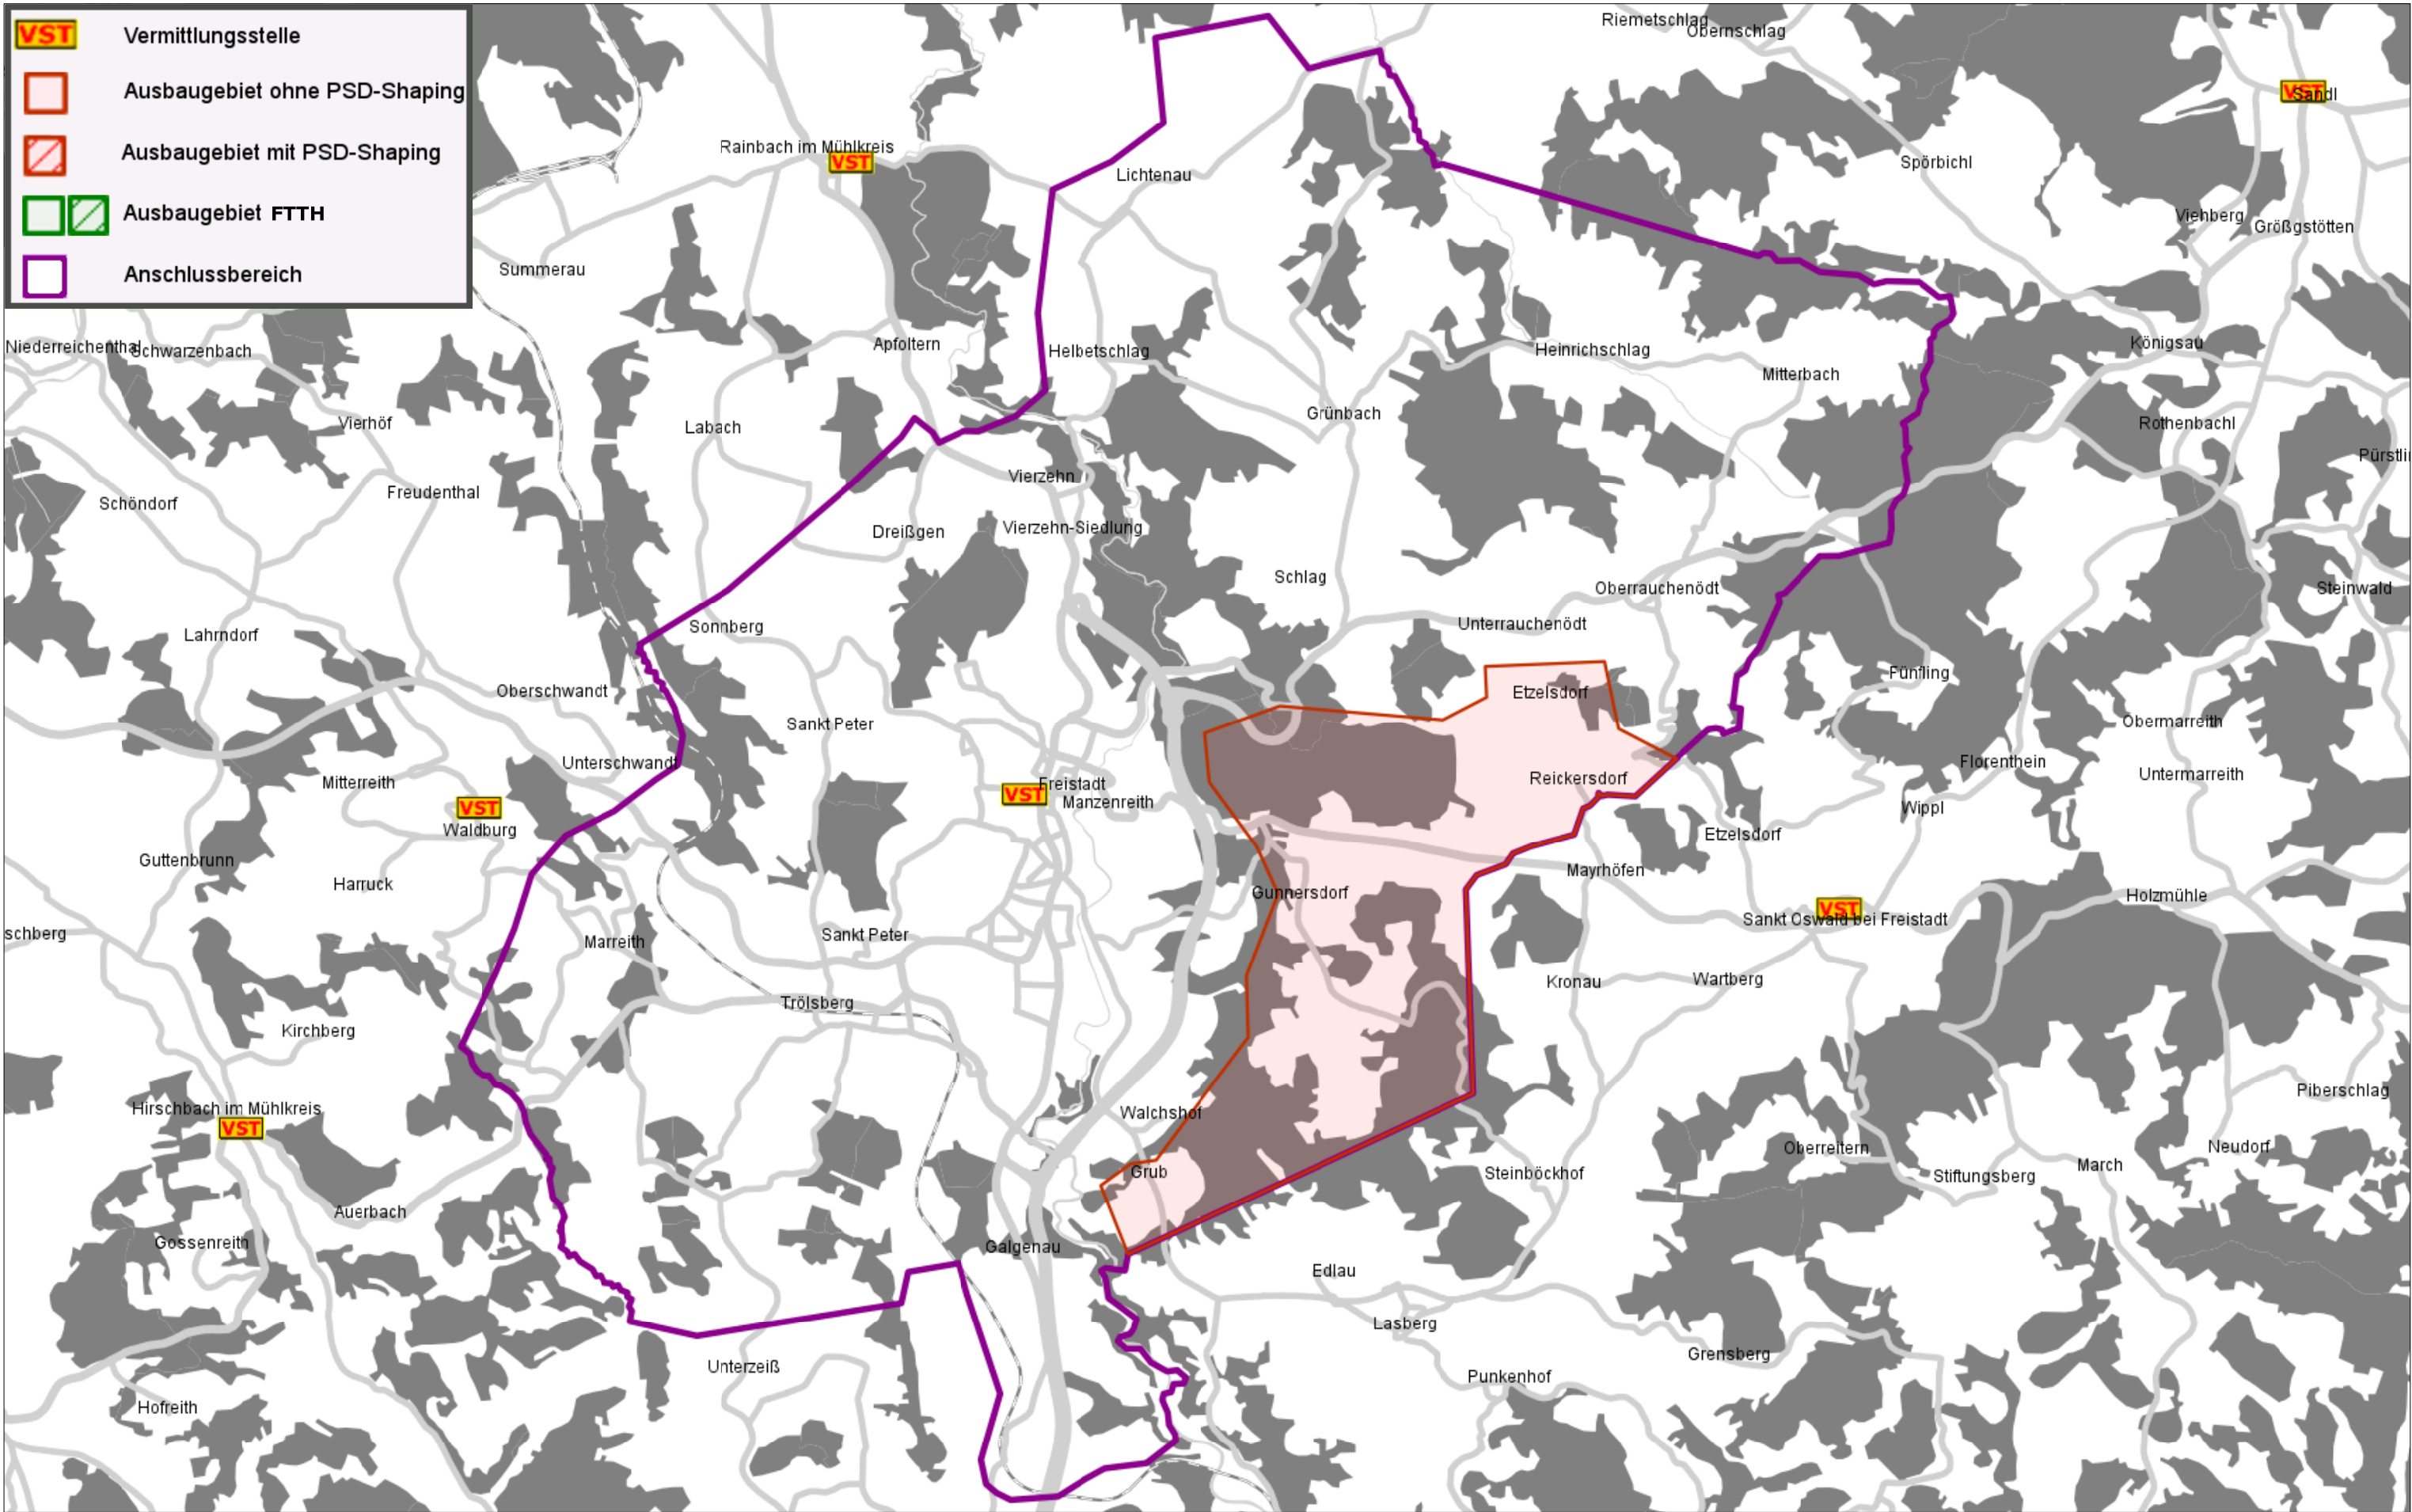 VST Vermittlungsstelle
Ausbaugebiet ohne PSD-Shaping
Ausbaugebiet mit PSD-Shaping
Ausbaugebiet FTTH
Anschlussbereich
Riemetschlag
Obernschlag
VST
Sandl
Rainbach im Mühlkreis
VST
Lichtenau
Spörbichl
Viehberg
Größgstötten
Summerau
Niederreichenthal
Schwarzenbach
Apfoltern
Helbetschlag
Heinrichschlag
Königsau
Mitterbach
Vierhöf
Labach
Grünbach
Rothenbachl
Pürstli
Freudenthal
Vierzehn
Schöndorf
Dreißgen
Vierzehn-Siedlung
Schlag
Oberrauchenödt
Steinwald
Lahrndorf
Sonnberg
Unterrauchenödt
Oberschwandt
Etzelsdorf
Fünfling
Sankt Peter
Obermarreith
Unterschwandt
Florenthein
Mitterreith
Freistadt
VST
Manzenreith
Reickersdorf
Untermarreith
VST
Waldburg
Wippl
Etzelsdorf
Guttenbrunn
Harruck
Gunnersdorf
Mayrhöfen
Holzmühle
VST
Sankt Oswald bei Freistadt
schberg
Marreith
Sankt Peter
Kronau
Wartberg
Trölsberg
Kirchberg
Piberschlag
Hirschbach im Mühlkreis
VST
Walchshof
Oberreitern
Neudorf
Grub
Steinböckhof
Stiftungsberg
March
Auerbach
Gossenreith
Galgenau
Edlau
Lasberg
Grensberg
Unterzeiß
Punkenhof
Hofreith